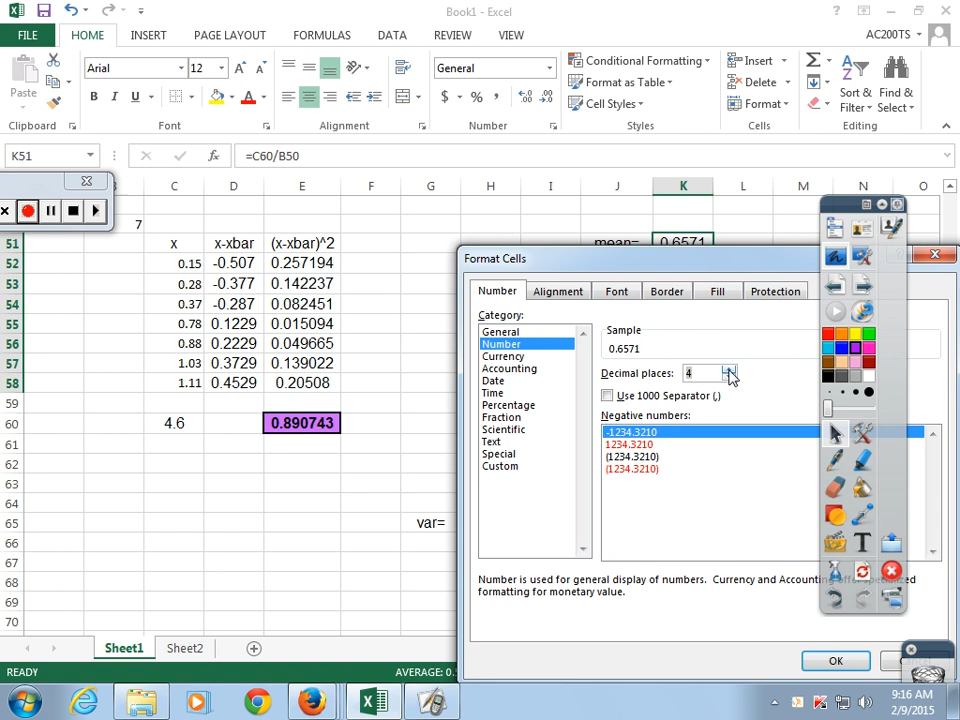 Book1 - Excel
?
FILE HOME INSERT PAGE LAYOUT FORMULAS DATA REVIEW VIEW AC200TS
Paste
Arial 12
B I U
General
$ % ,
Conditional Formatting
Format as Table
Cell Styles
Insert
Delete
Format
Sort & Filter
Find & Select
Clipboard Font Alignment Number Styles Cells Editing
K51 fx =C60/B50
C D E F G H I J K L M N O
7
51 x x-xbar (x-xbar)^2 mean= 0.6571
52 0.15 -0.507 0.257194
53 0.28 -0.377 0.142237
54 0.37 -0.287 0.082451
55 0.78 0.1229 0.015094
56 0.88 0.2229 0.049665
57 1.03 0.3729 0.139022
58 1.11 0.4529 0.20508
59
60 4.6 0.890743
61
62
63
64
65 var=
66
67
68
69
70
Format Cells
Number Alignment Font Border Fill Protection
Category:
General
Number
Currency
Accounting
Date
Time
Percentage
Fraction
Scientific
Text
Special
Custom
Sample
0.6571
Decimal places: 4
Use 1000 Separator (,)
Negative numbers:
-1234.3210
1234.3210
(1234.3210)
(1234.3210)
Number is used for general display of numbers. Currency and Accounting offer specialized
formatting for monetary value.
OK
T
Sheet1 Sheet2
READY
AVERAGE: 0.
9:16 AM
2/9/2015